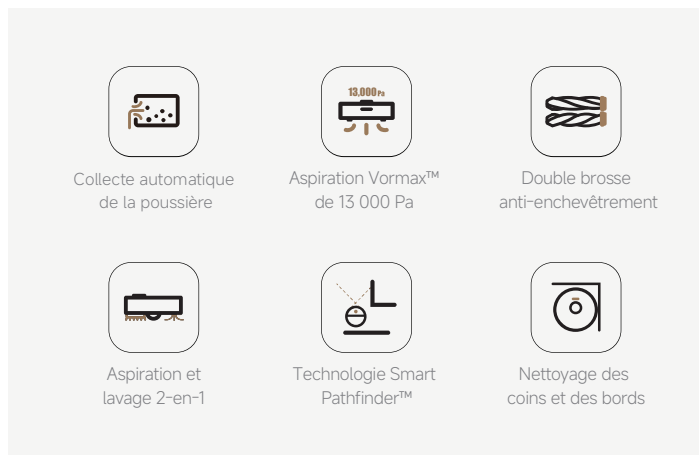 Collecte automatique
de la poussière
13,000Pa
Aspiration Vormax™
de 13 000 Pa
Double brosse
anti-enchevêtrement
Aspiration et
lavage 2-en-1
Technologie Smart
Pathfinder™
Nettoyage des
coins et des bords